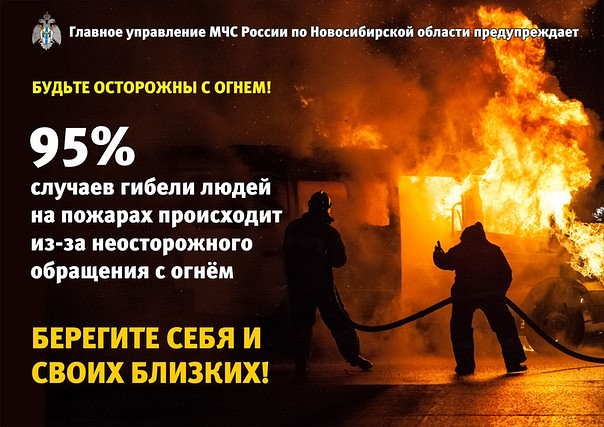 Главное управление МЧС России по Новосибирской области предупреждает
БУДЬТЕ ОСТОРОЖНЫ С ОГНЕМ!
95%
случаев гибели людей
на пожарах происходит
из-за неосторожного
обращения с огнём
БЕРЕГИТЕ СЕБЯ И
СВОИХ БЛИЗКИХ!